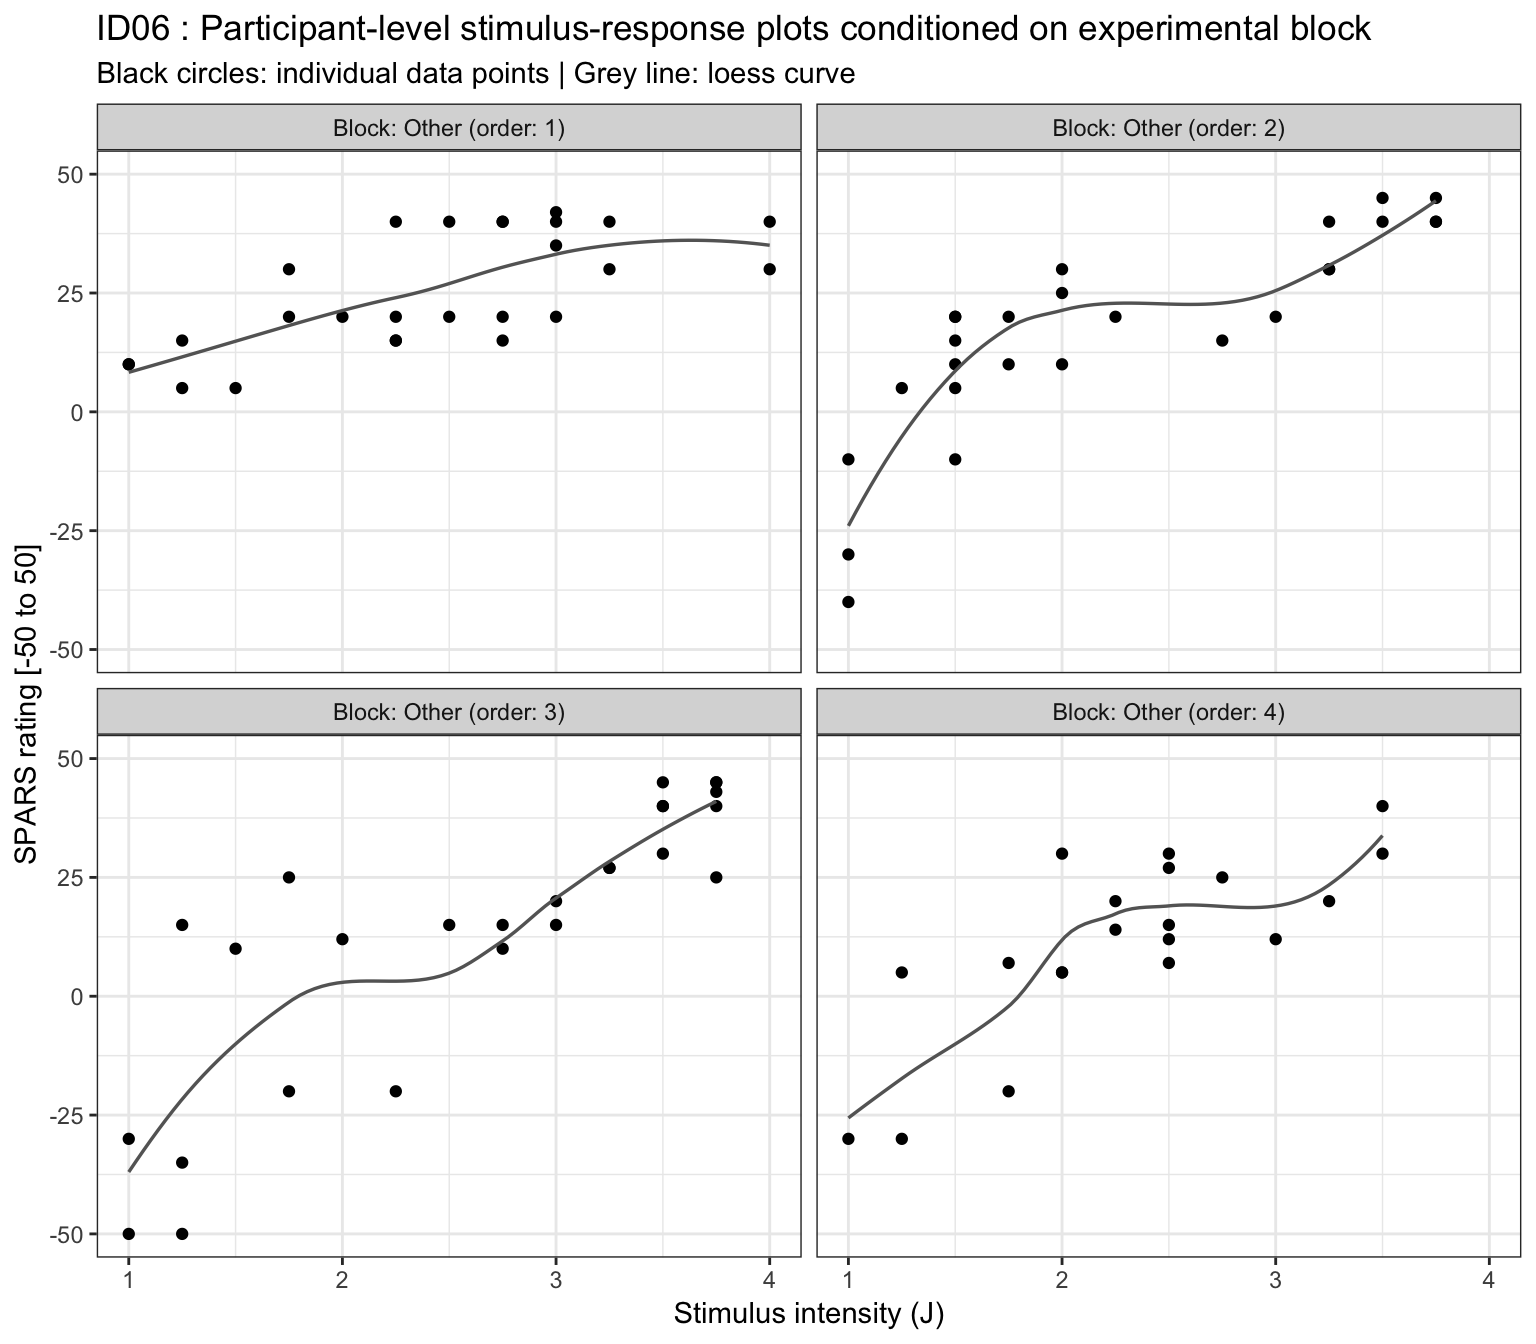 ID06 : Participant-level stimulus-response plots conditioned on experimental block
Black circles: individual data points | Grey line: loess curve
Block: Other (order: 1)
Block: Other (order: 2)
50
25
0
-25
-50
Block: Other (order: 3)
Block: Other (order: 4)
50
25
0
-25
-50
SPARS rating [-50 to 50]
1
2
3
4
1
2
3
4
Stimulus intensity (J)